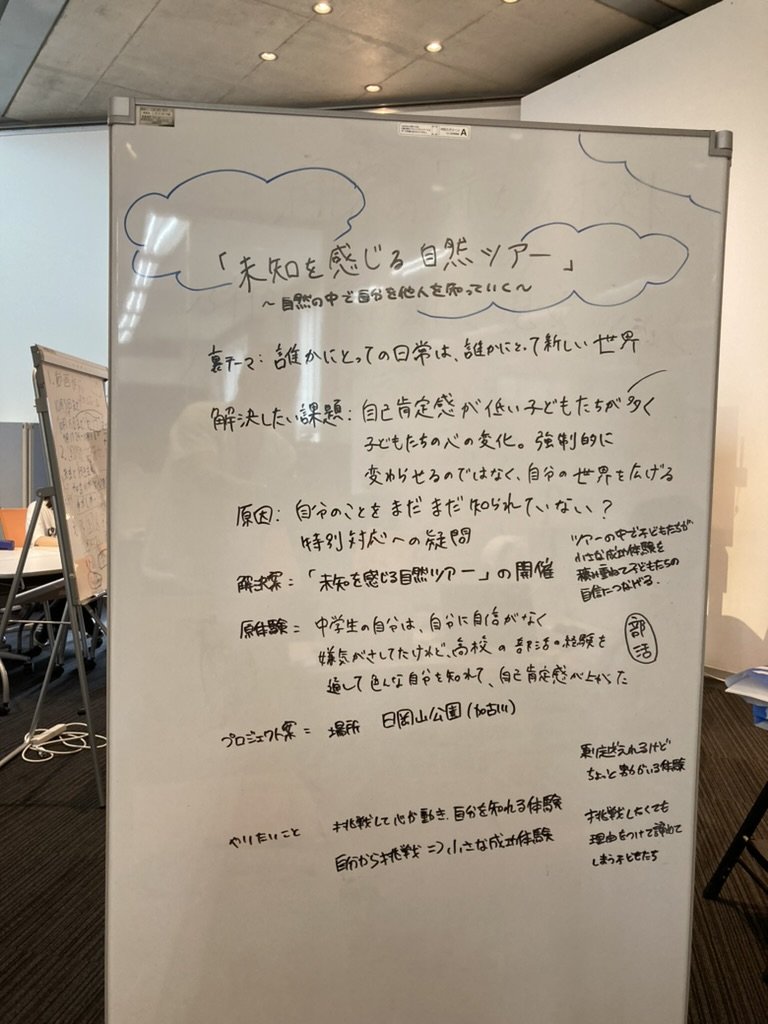 「未知を感じる自然ツアー」
〜自然の中で自分を他人を知っていく〜
裏テーマ: 誰かにとっての日常は、誰かにとって新しい世界
解決したい課題: 自己肯定感が低い子どもたちが多く
子どもたちの心の変化。強制的に
変わらせるのではなく、自分の世界を広げる
原因: 自分のことをまだまだ知られていない?
特別対応への疑問
ツアーの中で子どもたちが
小さな成功体験を
積み重ねて子どもたちの
自信につなげる.
解決案=「未知を感じる自然ツアー」の開催
原体験= 中学生の自分は、自分に自信がなく
嫌気がさしてたけれど、高校の部活の経験を
通して色んな自分を知れて、自己肯定感が上がった
部活
プロジェクト案= 場所 日岡山公園(加古川)
乗り越えれるけど
ちょっと勇気がいる体験
やりたいこと 挑戦して心が動き、自分を知れる体験
自分から挑戦⇒小さな成功体験
挑戦したくても
理由をつけて諦めて
しまう子どもたち
A